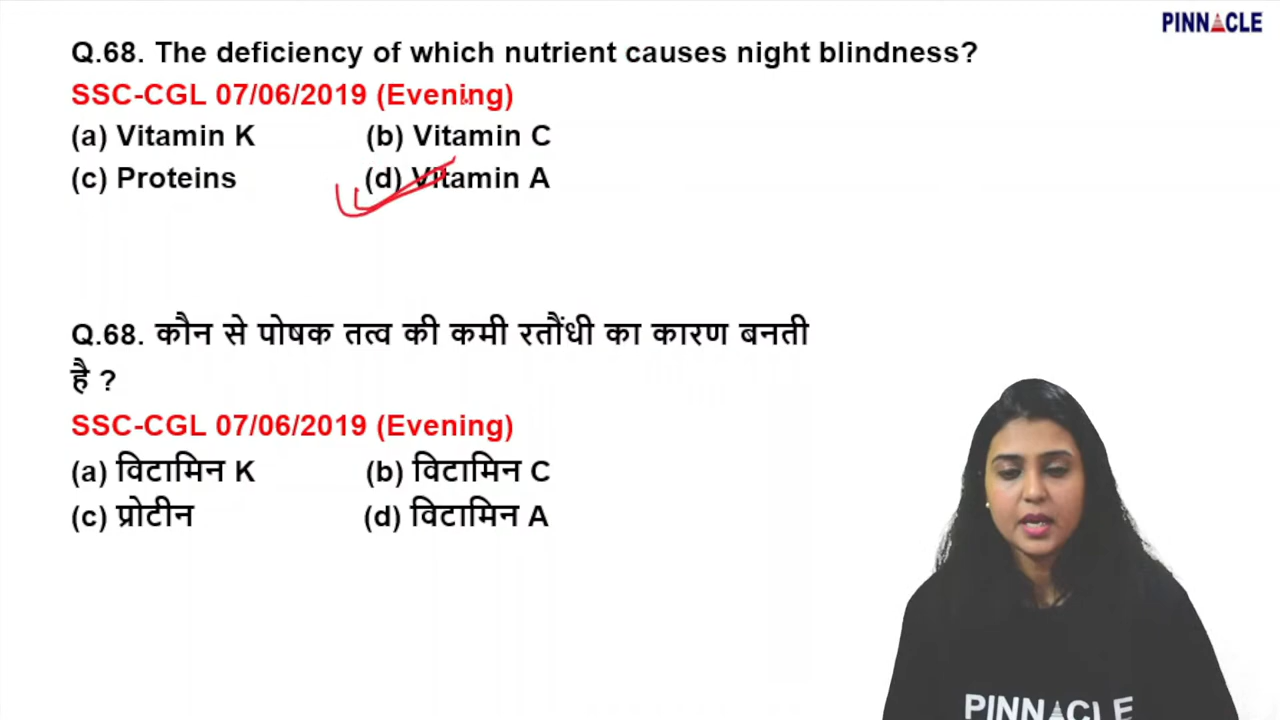 PINNACLE
Q.68. The deficiency of which nutrient causes night blindness?
SSC-CGL 07/06/2019 (Evening)
(a) Vitamin K (b) Vitamin C
(c) Proteins (d) Vitamin A
Q.68. कौन से पोषक तत्व की कमी रतौंधी का कारण बनती
है ?
SSC-CGL 07/06/2019 (Evening)
(a) विटामिन K (b) विटामिन C
(c) प्रोटीन (d) विटामिन A
PINNACLE